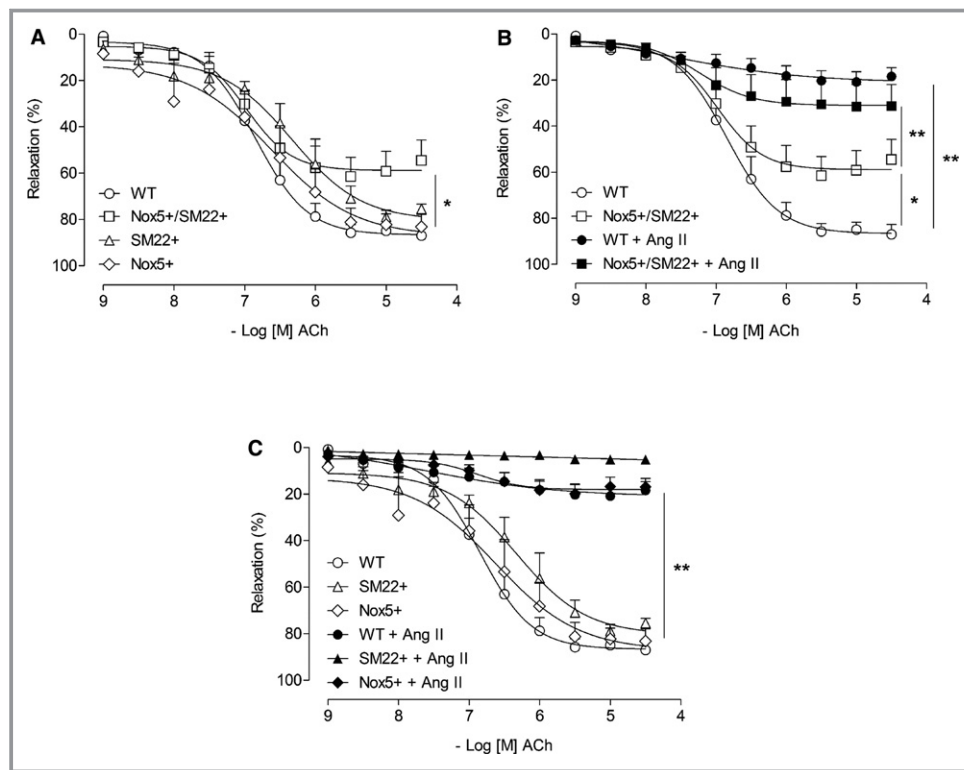 A
0
20
40
60
80
100
Relaxation (%)
WT
Nox5+/SM22+
SM22+
Nox5+
*
9 8 7 6 5 4
- Log [M] ACh
B
0
20
40
60
80
100
Relaxation (%)
WT
Nox5+/SM22+
WT + Ang II
Nox5+/SM22+ + Ang II
**
*
**
9 8 7 6 5 4
- Log [M] ACh
C
0
20
40
60
80
100
Relaxation (%)
WT
SM22+
Nox5+
WT + Ang II
SM22+ + Ang II
Nox5+ + Ang II
**
9 8 7 6 5 4
- Log [M] ACh